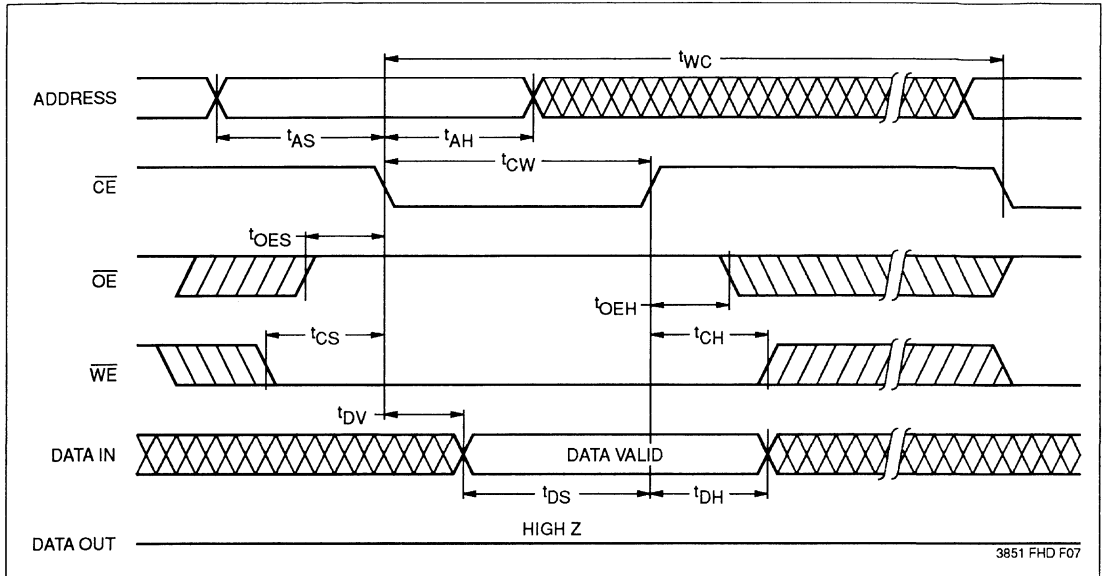 tWC
ADDRESS
tAS
tAH
tCW
CE
tOES
OE
tOEH
tCS
tCH
WE
tDV
DATA IN
DATA VALID
tDS
tDH
HIGH Z
DATA OUT
3851 FHD F07